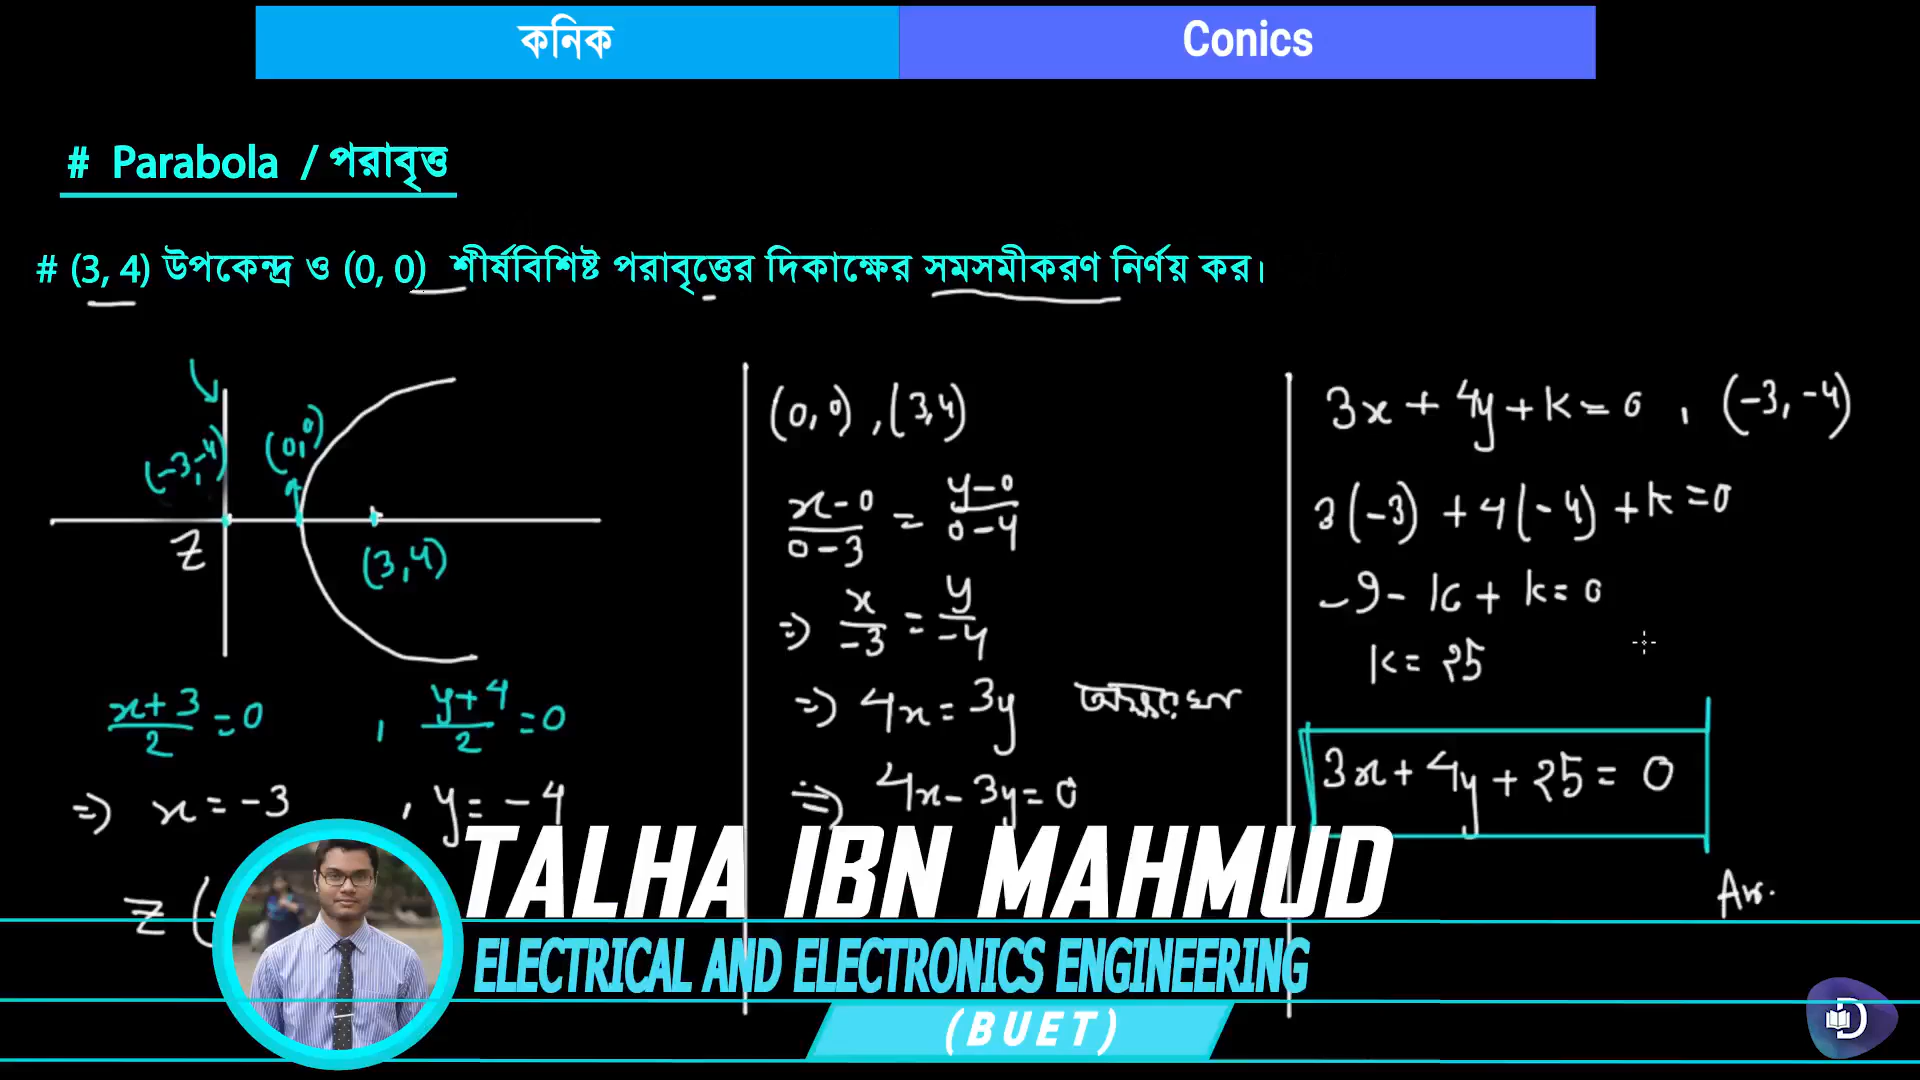 কনিক
Conics
# Parabola / পরাবৃত্ত
# (3, 4) উপকেন্দ্র ও (0, 0) শীর্ষবিশিষ্ট পরাবৃত্তের দিকাক্ষের সমসমীকরণ নির্ণয় কর।
(-3,-4)
(0,0)
Z
(3,4)
x+3/2 =0 , y+4/2 =0
=> x = -3 , y = -4
Z (
(0,0) , (3,4)
x-0/0-3 = y-0/0-4
=> x/-3 = y/-4
=> 4x = 3y
=> 4x - 3y = 0
3x + 4y + k = 0 , (-3, -4)
3(-3) + 4(-4) + k = 0
-9 - 16 + k = 0
k = 25
3x + 4y + 25 = 0
Ans.
TALHA IBN MAHMUD
ELECTRICAL AND ELECTRONICS ENGINEERING
(BUET)
D